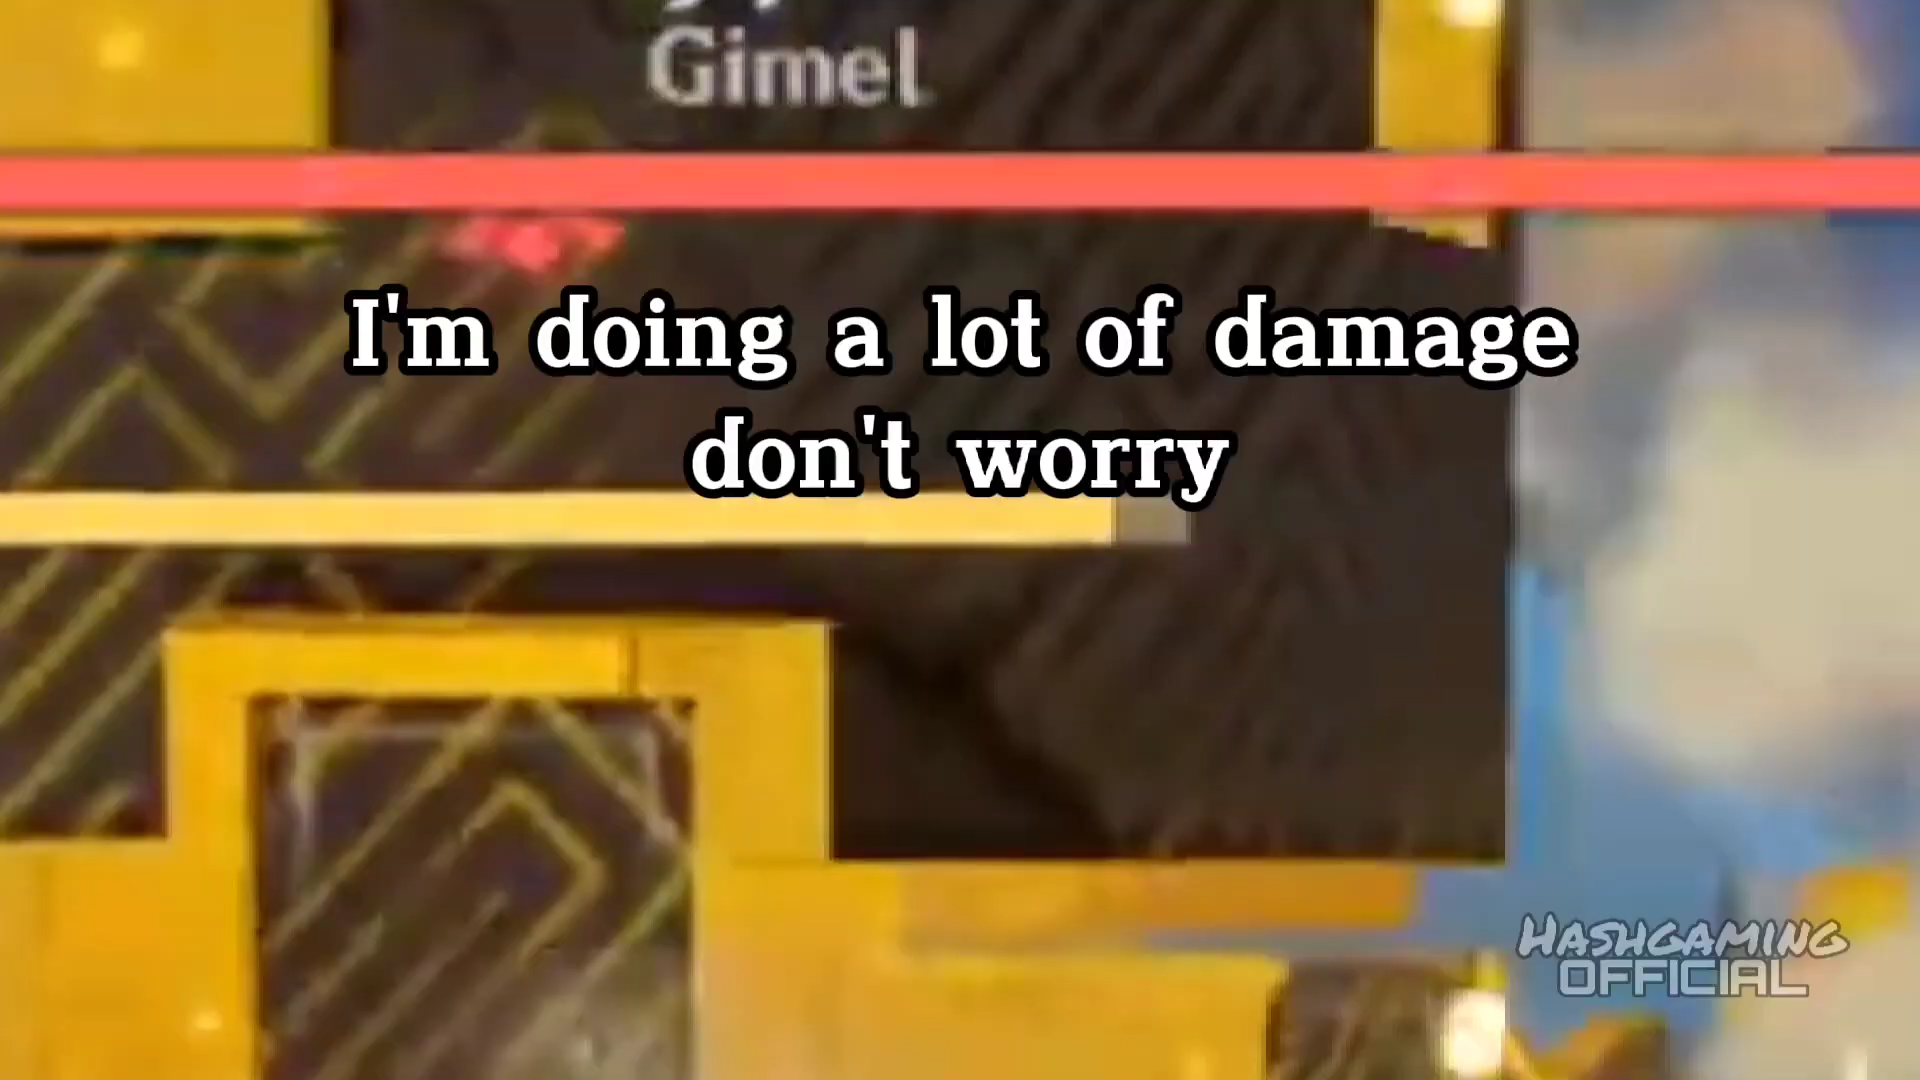 Gimel
I'm doing a lot of damage
don't worry
HASHGAMING
OFFICIAL